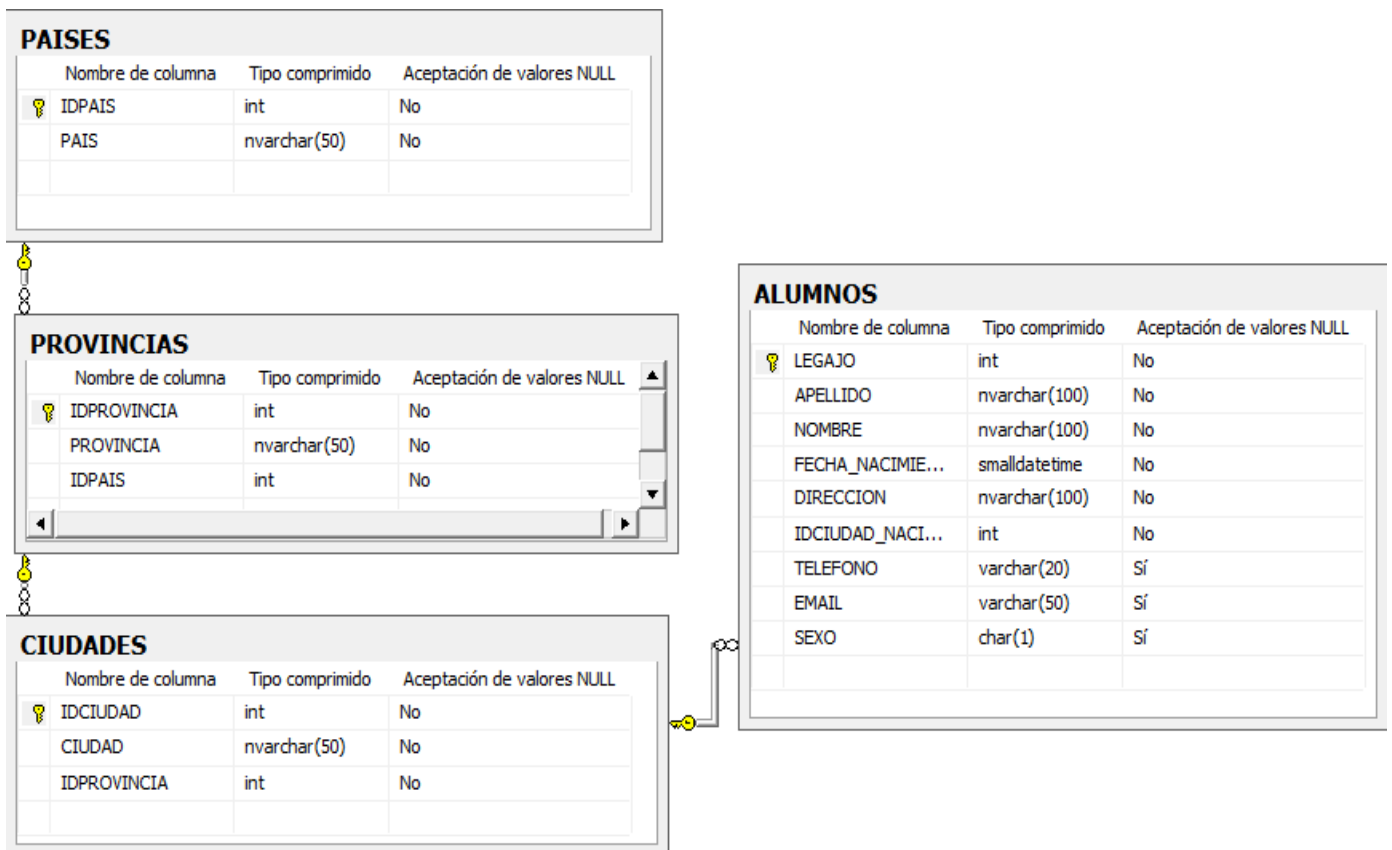 PAISES
Nombre de columna Tipo comprimido Aceptación de valores NULL
IDPAIS int No
PAIS nvarchar(50) No
PROVINCIAS
Nombre de columna Tipo comprimido Aceptación de valores NULL
IDPROVINCIA int No
PROVINCIA nvarchar(50) No
IDPAIS int No
CIUDADES
Nombre de columna Tipo comprimido Aceptación de valores NULL
IDCIUDAD int No
CIUDAD nvarchar(50) No
IDPROVINCIA int No
ALUMNOS
Nombre de columna Tipo comprimido Aceptación de valores NULL
LEGAJO int No
APELLIDO nvarchar(100) No
NOMBRE nvarchar(100) No
FECHA_NACIMIE... smalldatetime No
DIRECCION nvarchar(100) No
IDCIUDAD_NACI... int No
TELEFONO varchar(20) Sí
EMAIL varchar(50) Sí
SEXO char(1) Sí